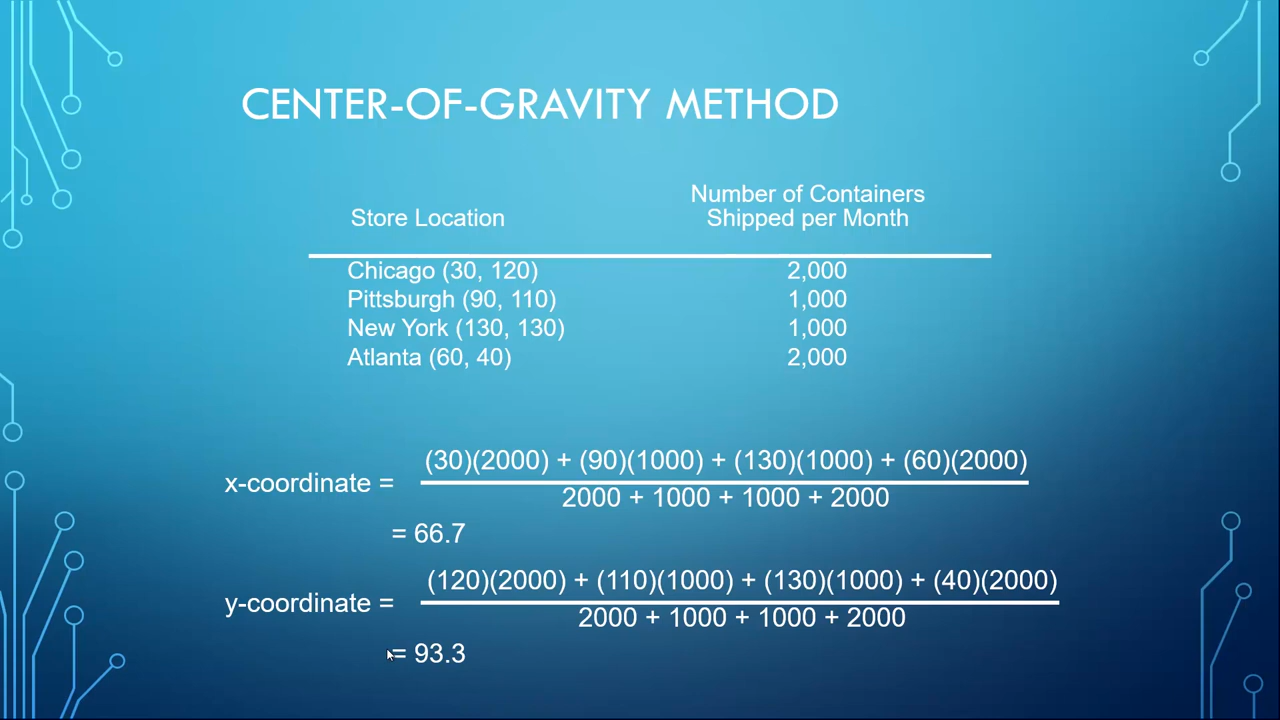 CENTER-OF-GRAVITY METHOD
Number of Containers
Store Location Shipped per Month
Chicago (30, 120) 2,000
Pittsburgh (90, 110) 1,000
New York (130, 130) 1,000
Atlanta (60, 40) 2,000
(30)(2000) + (90)(1000) + (130)(1000) + (60)(2000)
x-coordinate =
2000 + 1000 + 1000 + 2000
= 66.7
(120)(2000) + (110)(1000) + (130)(1000) + (40)(2000)
y-coordinate =
2000 + 1000 + 1000 + 2000
= 93.3